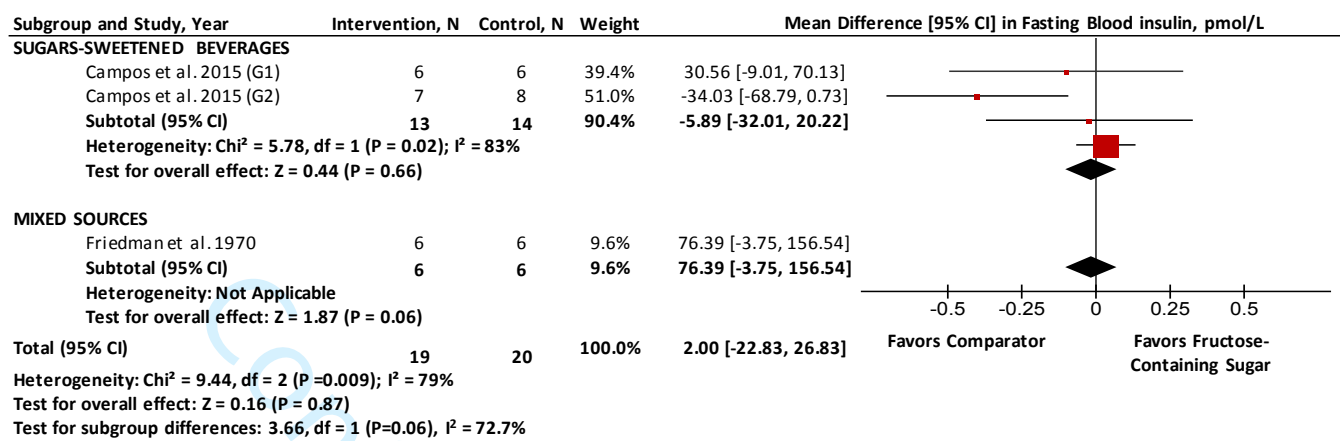 Subgroup and Study, Year Intervention, N Control, N Weight Mean Difference [95% CI] in Fasting Blood insulin, pmol/L
SUGARS-SWEETENED BEVERAGES
Campos et al. 2015 (G1) 6 6 39.4% 30.56 [-9.01, 70.13]
Campos et al. 2015 (G2) 7 8 51.0% -34.03 [-68.79, 0.73]
Subtotal (95% CI) 13 14 90.4% -5.89 [-32.01, 20.22]
Heterogeneity: Chi² = 5.78, df = 1 (P = 0.02); I² = 83%
Test for overall effect: Z = 0.44 (P = 0.66)
MIXED SOURCES
Friedman et al. 1970 6 6 9.6% 76.39 [-3.75, 156.54]
Subtotal (95% CI) 6 6 9.6% 76.39 [-3.75, 156.54]
Heterogeneity: Not Applicable
-0.5 -0.25 0 0.25 0.5
Test for overall effect: Z = 1.87 (P = 0.06)
Total (95% CI) 19 20 100.0% 2.00 [-22.83, 26.83] Favors Comparator Favors Fructose-
Containing Sugar
Heterogeneity: Chi² = 9.44, df = 2 (P =0.009); I² = 79%
Test for overall effect: Z = 0.16 (P = 0.87)
Test for subgroup differences: 3.66, df = 1 (P=0.06), I² = 72.7%